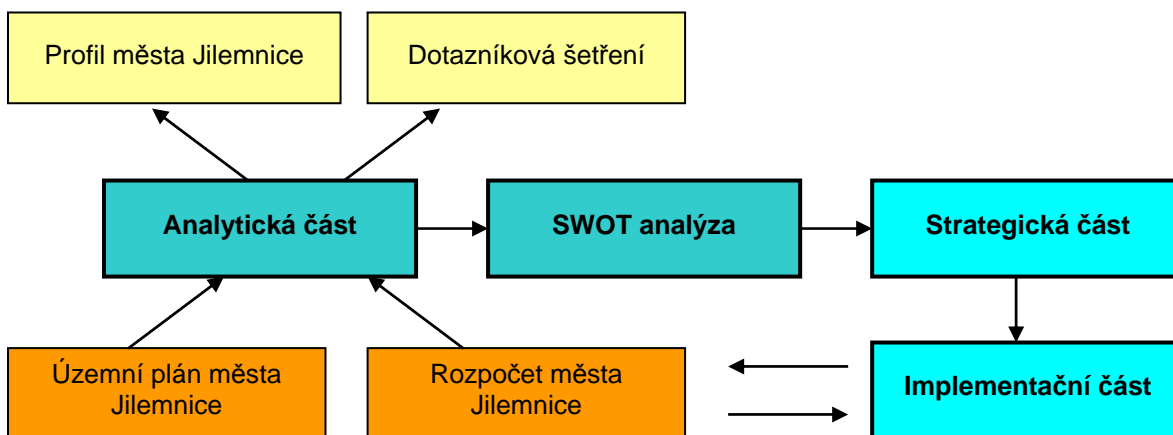 Profil města Jilemnice
Dotazníková šetření
Analytická část
SWOT analýza
Strategická část
Územní plán města
Jilemnice
Rozpočet města
Jilemnice
Implementační část